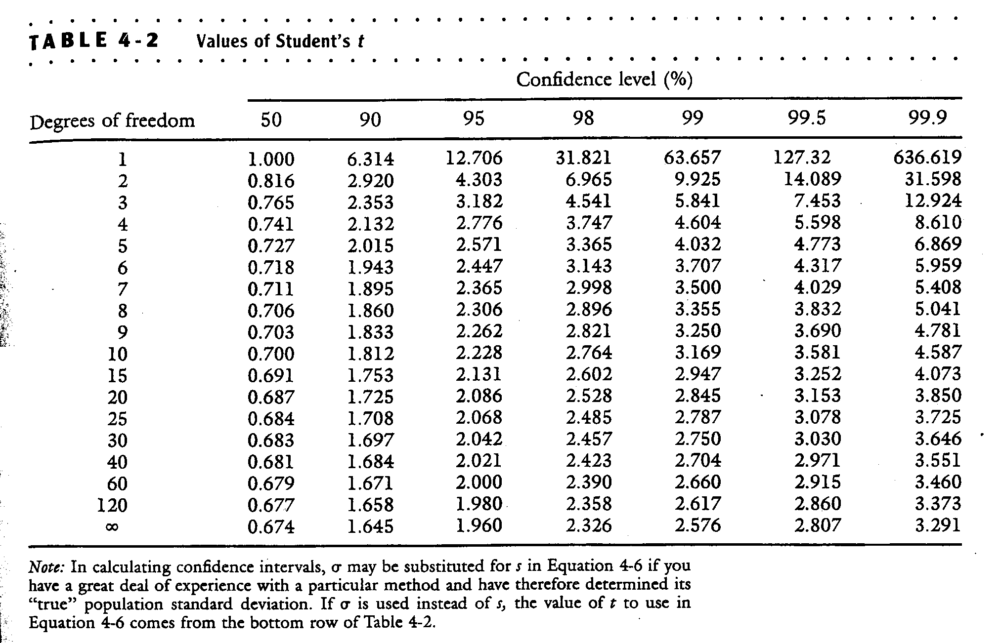 TABLE 4-2 Values of Student's t
Confidence level (%)
Degrees of freedom 50 90 95 98 99 99.5 99.9
1 1.000 6.314 12.706 31.821 63.657 127.32 636.619
2 0.816 2.920 4.303 6.965 9.925 14.089 31.598
3 0.765 2.353 3.182 4.541 5.841 7.453 12.924
4 0.741 2.132 2.776 3.747 4.604 5.598 8.610
5 0.727 2.015 2.571 3.365 4.032 4.773 6.869
6 0.718 1.943 2.447 3.143 3.707 4.317 5.959
7 0.711 1.895 2.365 2.998 3.500 4.029 5.408
8 0.706 1.860 2.306 2.896 3.355 3.832 5.041
9 0.703 1.833 2.262 2.821 3.250 3.690 4.781
10 0.700 1.812 2.228 2.764 3.169 3.581 4.587
15 0.691 1.753 2.131 2.602 2.947 3.252 4.073
20 0.687 1.725 2.086 2.528 2.845 3.153 3.850
25 0.684 1.708 2.068 2.485 2.787 3.078 3.725
30 0.683 1.697 2.042 2.457 2.750 3.030 3.646
40 0.681 1.684 2.021 2.423 2.704 2.971 3.551
60 0.679 1.671 2.000 2.390 2.660 2.915 3.460
120 0.677 1.658 1.980 2.358 2.617 2.860 3.373
∞ 0.674 1.645 1.960 2.326 2.576 2.807 3.291
Note: In calculating confidence intervals, σ may be substituted for s in Equation 4-6 if you
have a great deal of experience with a particular method and have therefore determined its
“true” population standard deviation. If σ is used instead of s, the value of t to use in
Equation 4-6 comes from the bottom row of Table 4-2.